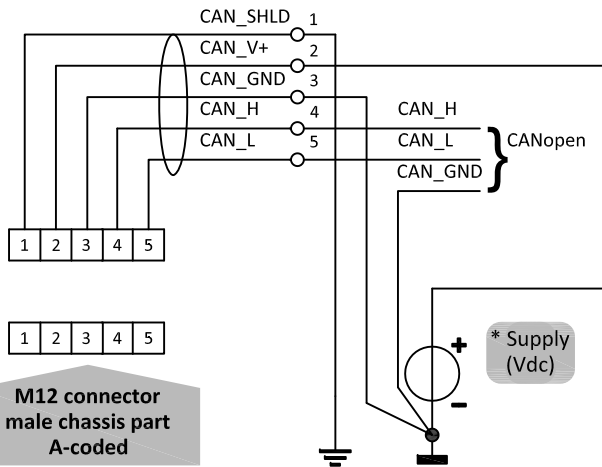 CAN_SHLD 1
CAN_V+ 2
CAN_GND 3
CAN_H 4 CAN_H
CAN_L 5 CAN_L CANopen
CAN_GND
1 2 3 4 5
1 2 3 4 5
* Supply
(Vdc)
+
−
M12 connector
male chassis part
A-coded